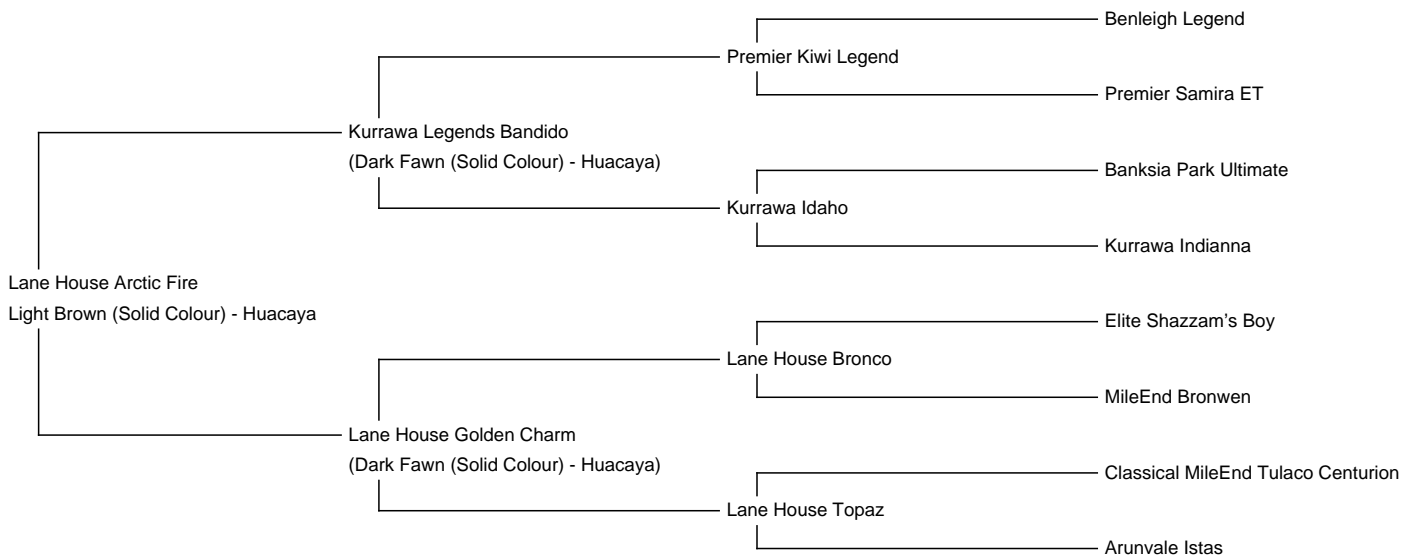 Benleigh Legend
Premier Kiwi Legend
Premier Samira ET
Kurrawa Legends Bandido
(Dark Fawn (Solid Colour) - Huacaya)
Banksia Park Ultimate
Kurrawa Idaho
Kurrawa Indianna
Lane House Arctic Fire
Light Brown (Solid Colour) - Huacaya
Elite Shazzam's Boy
Lane House Bronco
MileEnd Bronwen
Lane House Golden Charm
(Dark Fawn (Solid Colour) - Huacaya)
Classical MileEnd Tulaco Centurion
Lane House Topaz
Arunvale Istas